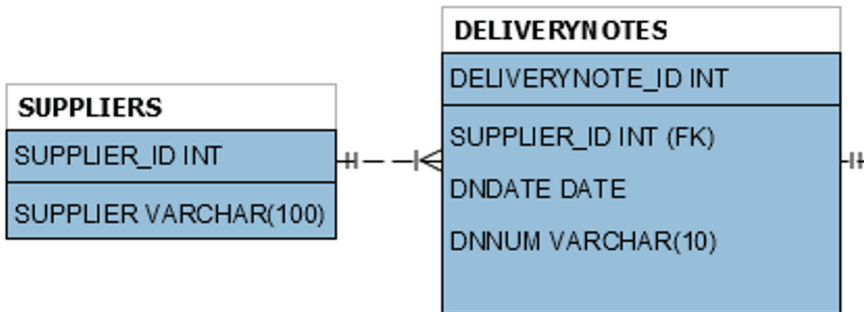 SUPPLIERS
SUPPLIER_ID INT
SUPPLIER VARCHAR(100)
DELIVERYNOTES
DELIVERYNOTE_ID INT
SUPPLIER_ID INT (FK)
DNDATE DATE
DNNUM VARCHAR(10)